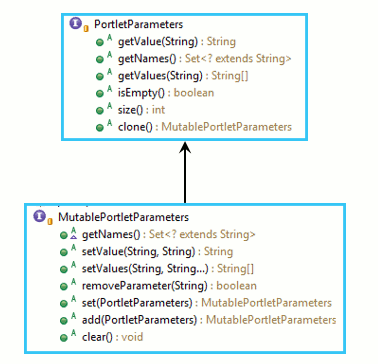 PortletParameters
getValue(String) : String
getNames() : Set<? extends String>
getValues(String) : String[]
isEmpty() : boolean
size() : int
clone() : MutablePortletParameters
MutablePortletParameters
getNames() : Set<? extends String>
setValue(String, String) : String
setValues(String, String...) : String[]
removeParameter(String) : boolean
set(PortletParameters) : MutablePortletParameters
add(PortletParameters) : MutablePortletParameters
clear() : void